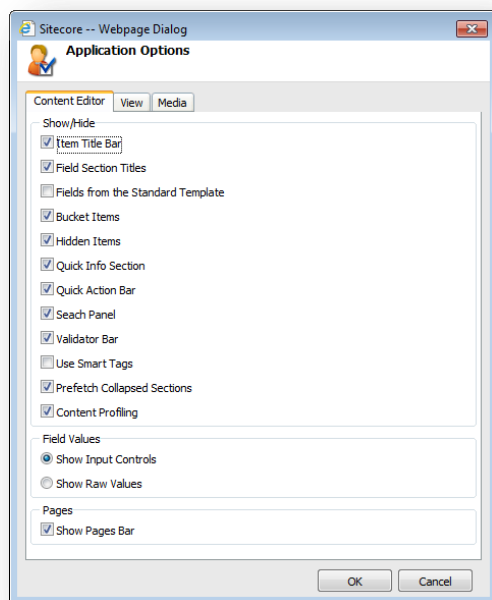 Sitecore -- Webpage Dialog
Application Options
Content Editor View Media
Show/Hide
Item Title Bar
Field Section Titles
Fields from the Standard Template
Bucket Items
Hidden Items
Quick Info Section
Quick Action Bar
Seach Panel
Validator Bar
Use Smart Tags
Prefetch Collapsed Sections
Content Profiling
Field Values
Show Input Controls
Show Raw Values
Pages
Show Pages Bar
OK Cancel